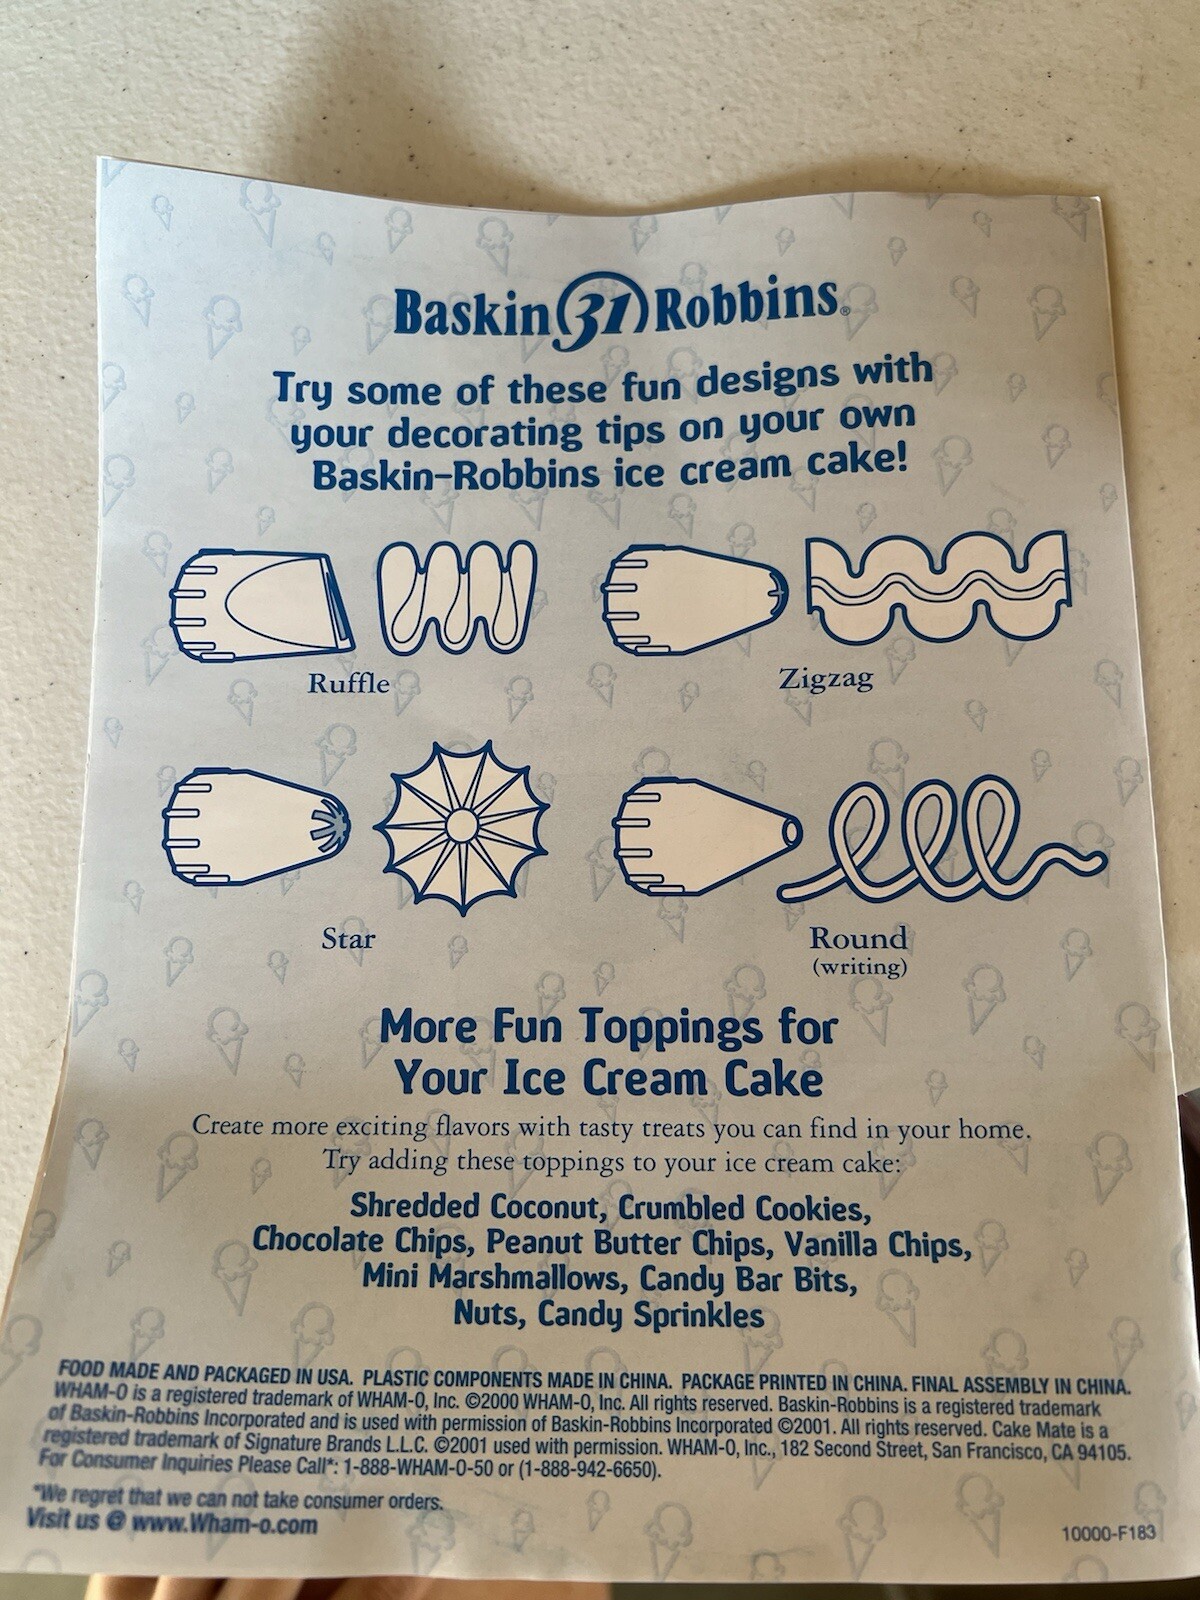 Baskin 31 Robbins®
Try some of these fun designs with
your decorating tips on your own
Baskin-Robbins ice cream cake!
Ruffle
Zigzag
Star
Round
(writing)
More Fun Toppings for
Your Ice Cream Cake
Create more exciting flavors with tasty treats you can find in your home.
Try adding these toppings to your ice cream cake:
Shredded Coconut, Crumbled Cookies,
Chocolate Chips, Peanut Butter Chips, Vanilla Chips,
Mini Marshmallows, Candy Bar Bits,
Nuts, Candy Sprinkles
FOOD MADE AND PACKAGED IN USA. PLASTIC COMPONENTS MADE IN CHINA. PACKAGE PRINTED IN CHINA. FINAL ASSEMBLY IN CHINA.
WHAM-O is a registered trademark of WHAM-O, Inc. ©2000 WHAM-O, Inc. All rights reserved. Baskin-Robbins is a registered trademark
of Baskin-Robbins Incorporated and is used with permission of Baskin-Robbins Incorporated ©2001. All rights reserved. Cake Mate is a
registered trademark of Signature Brands L.L.C. ©2001 used with permission. WHAM-O, Inc., 182 Second Street, San Francisco, CA 94105.
For Consumer Inquiries Please Call*: 1-888-WHAM-O-50 or (1-888-942-6650).
*We regret that we can not take consumer orders.
Visit us @ www.Wham-o.com
10000-F183